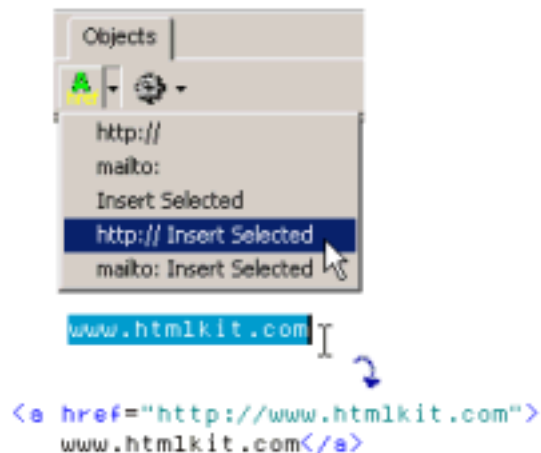 Objects
A href
http://
mailto:
Insert Selected
http:// Insert Selected
mailto: Insert Selected
www.htmlkit.com
<a href="http://www.htmlkit.com">
www.htmlkit.com</a>